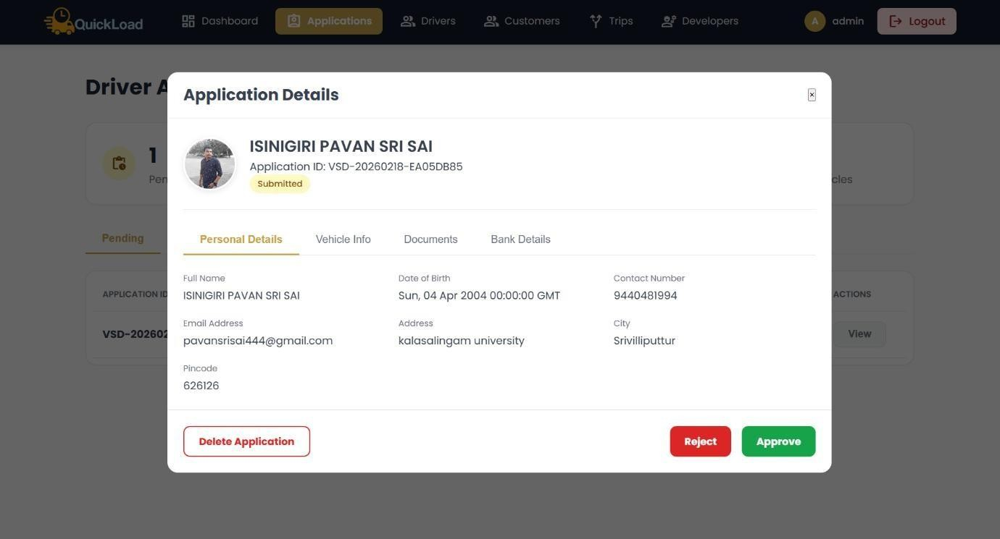 QuickLoad Dashboard Applications Drivers Customers Trips Developers A admin Logout
Driver A
Application Details ×
1
Pen
cles
ISINIGIRI PAVAN SRI SAI
Application ID: VSD-20260218-EA05DB85
Submitted
Pending
Personal Details Vehicle Info Documents Bank Details
Full Name Date of Birth Contact Number
ISINIGIRI PAVAN SRI SAI Sun, 04 Apr 2004 00:00:00 GMT 9440481994
APPLICATION ID ACTIONS
Email Address Address City
pavansrisai444@gmail.com kalasalingam university Srivilliputtur
VSD-202602 View
Pincode
626126
Delete Application Reject Approve